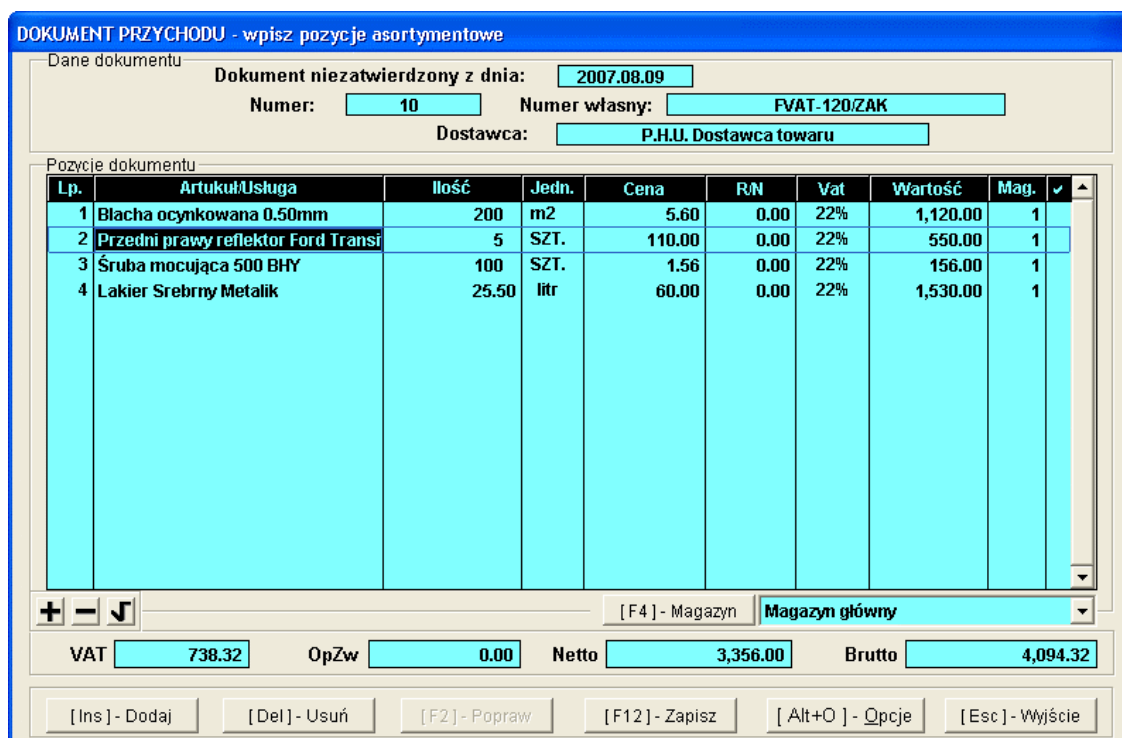 DOKUMENT PRZYCHODU - wpisz pozycje asortymentowe
Dane dokumentu
Dokument niezatwierdzony z dnia: 2007.08.09
Numer: 10 Numer własny: FVAT-120/ZAK
Dostawca: P.H.U. Dostawca towaru
Pozycje dokumentu
Lp. Artukuł/Usługa Ilość Jedn. Cena R/N Vat Wartość Mag. ✓
1 Blacha ocynkowana 0.50mm 200 m2 5.60 0.00 22% 1,120.00 1
2 Przedni prawy reflektor Ford Transi 5 SZT. 110.00 0.00 22% 550.00 1
3 Śruba mocująca 500 BHY 100 SZT. 1.56 0.00 22% 156.00 1
4 Lakier Srebrny Metalik 25.50 litr 60.00 0.00 22% 1,530.00 1
[ F4 ] - Magazyn Magazyn główny
VAT 738.32 OpZw 0.00 Netto 3,356.00 Brutto 4,094.32
[ Ins ] - Dodaj [ Del ] - Usuń [ F2 ] - Popraw [ F12 ] - Zapisz [ Alt+O ] - Opcje [ Esc ] - Wyjście